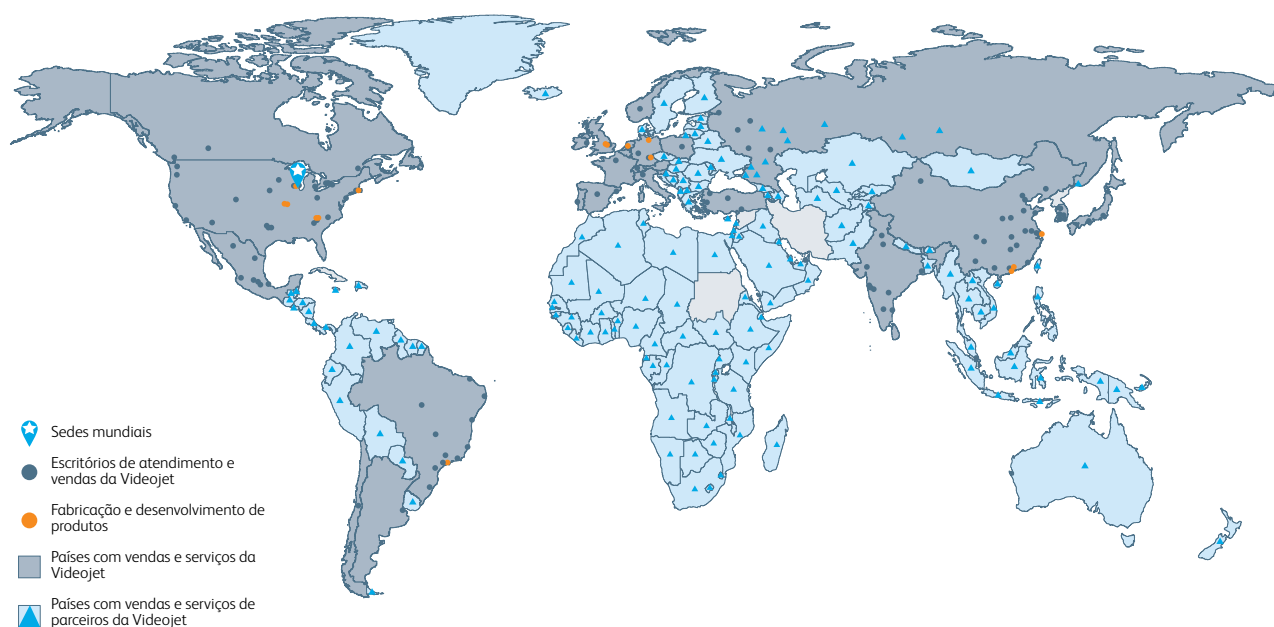 Sedes mundiais
Escritórios de atendimento e
vendas da Videojet
Fabricação e desenvolvimento de
produtos
Países com vendas e serviços da
Videojet
Países com vendas e serviços de
parceiros da Videojet